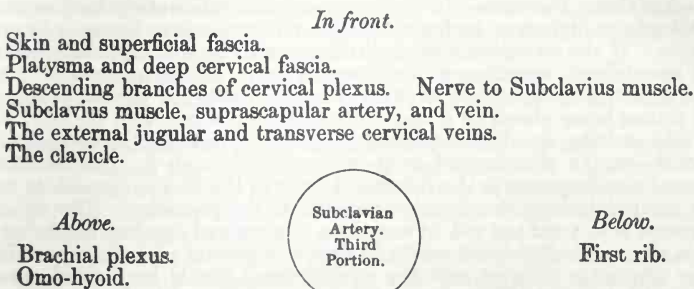 In front.
Skin and superficial fascia.
Platysma and deep cervical fascia.
Descending branches of cervical plexus. Nerve to Subclavius muscle.
Subclavius muscle, suprascapular artery, and vein.
The external jugular and transverse cervical veins.
The clavicle.
Above.
Brachial plexus.
Omo-hyoid.
Subclavian
Artery.
Third
Portion.
Below.
First rib.